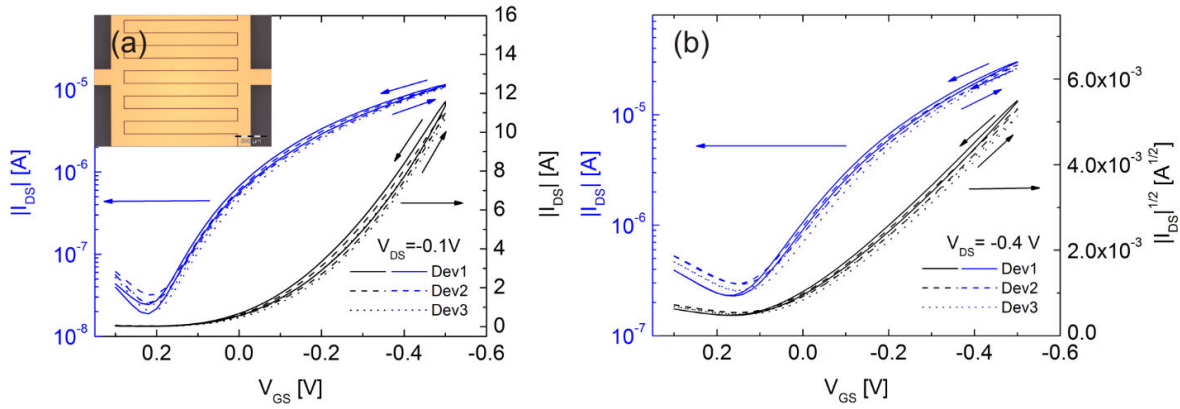 (a)
16
14
12
10
8
6
4
2
0
10⁻⁵
10⁻⁶
10⁻⁷
10⁻⁸
|I_DS| [A]
|I_DS| [A]
V_DS=-0.1V
Dev1
Dev2
Dev3
0.2 0.0 -0.2 -0.4 -0.6
V_GS [V]
(b)
10⁻⁵
10⁻⁶
10⁻⁷
|I_DS| [A]
6.0x10⁻³
4.0x10⁻³
2.0x10⁻³
0.0
|I_DS|^1/2 [A^1/2]
V_DS= -0.4 V
Dev1
Dev2
Dev3
0.2 0.0 -0.2 -0.4 -0.6
V_GS [V]